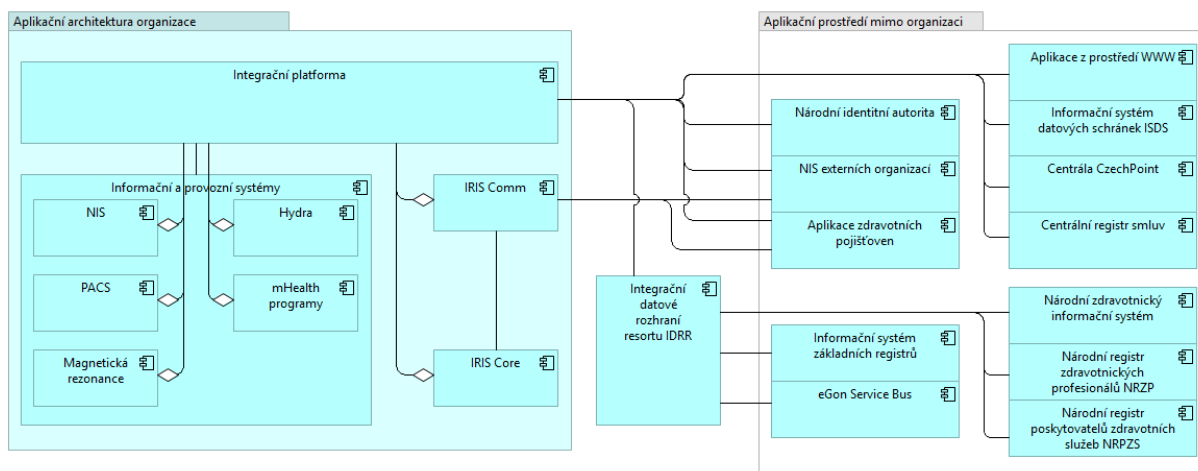 Aplikační architektura organizace
Integrační platforma
Informační a provozní systémy
NIS
Hydra
PACS
mHealth
programy
Magnetická
rezonance
IRIS Comm
IRIS Core
Integrační
datové
rozhraní
resortu IDRR
Aplikační prostředí mimo organizaci
Národní identitní autorita
NIS externích organizací
Aplikace zdravotních
pojišťoven
Informační systém
základních registrů
eGon Service Bus
Aplikace z prostředí WWW
Informační systém
datových schránek ISDS
Centrála CzechPoint
Centrální registr smluv
Národní zdravotnický
informační systém
Národní registr
zdravotnických
profesionálů NRZP
Národní registr
poskytovatelů zdravotních
služeb NRPZS